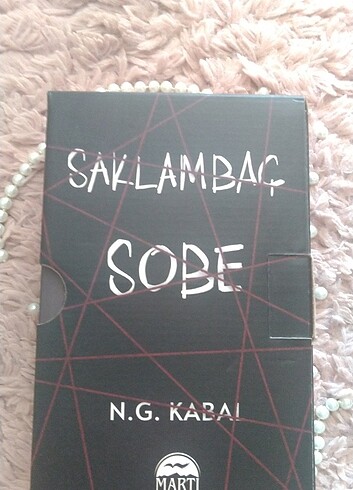 SAKLAMBAÇ
SOBE
N.G. KABAL
MARTI